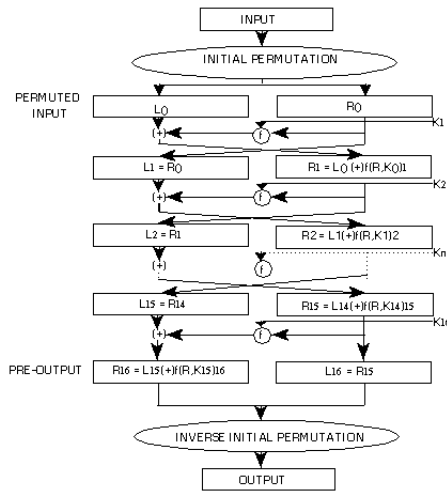 INPUT
INITIAL PERMUTATION
PERMUTED
INPUT
L0
R0
K1
(+)
f
L1 = R0
R1 = L0 (+)f(R,K0)1
K2
(+)
f
L2 = R1
R2 = L1(+)f(R,K1)2
Kn
(+)
f
L15 = R14
R15 = L14(+)f(R,K14)15
K16
(+)
f
PRE-OUTPUT
R16 = L15(+)f(R,K15)16
L16 = R15
INVERSE INITIAL PERMUTATION
OUTPUT